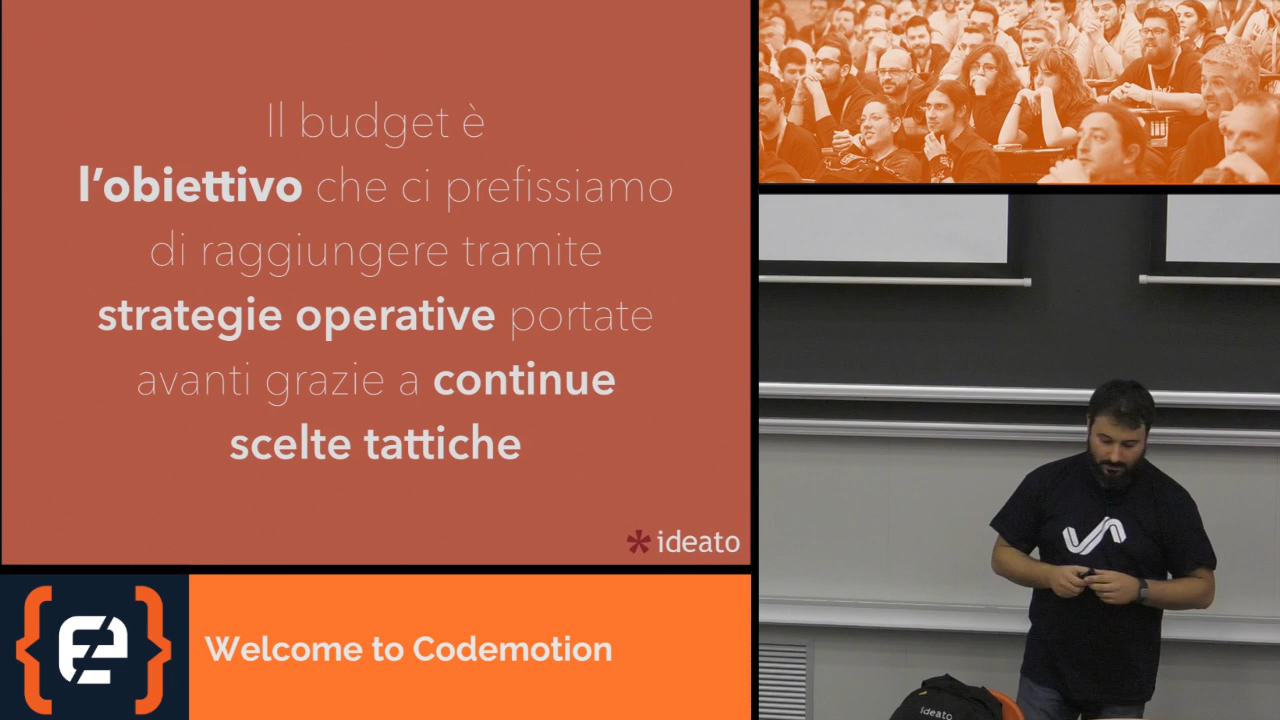 Il budget è
l'obiettivo che ci prefissiamo
di raggiungere tramite
strategie operative portate
avanti grazie a continue
scelte tattiche
* ideato
Welcome to Codemotion
ideato